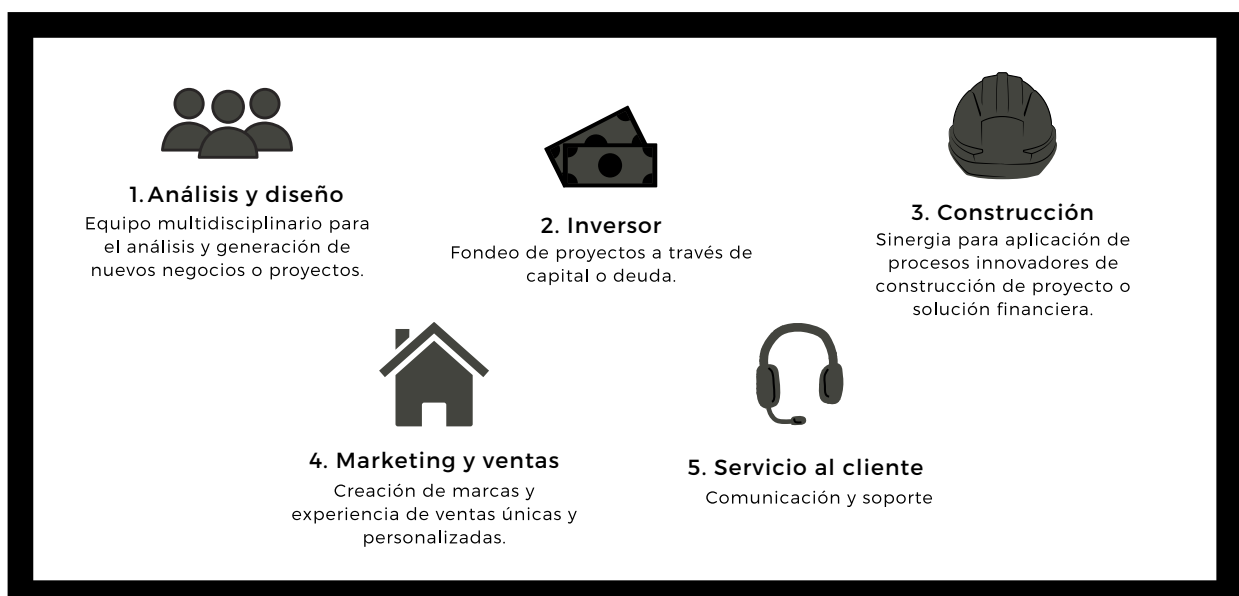 1. Análisis y diseño
Equipo multidisciplinario para
el análisis y generación de
nuevos negocios o proyectos.
2. Inversor
Fondeo de proyectos a través de
capital o deuda.
3. Construcción
Sinergia para aplicación de
procesos innovadores de
construcción de proyecto o
solución financiera.
4. Marketing y ventas
Creación de marcas y
experiencia de ventas únicas y
personalizadas.
5. Servicio al cliente
Comunicación y soporte